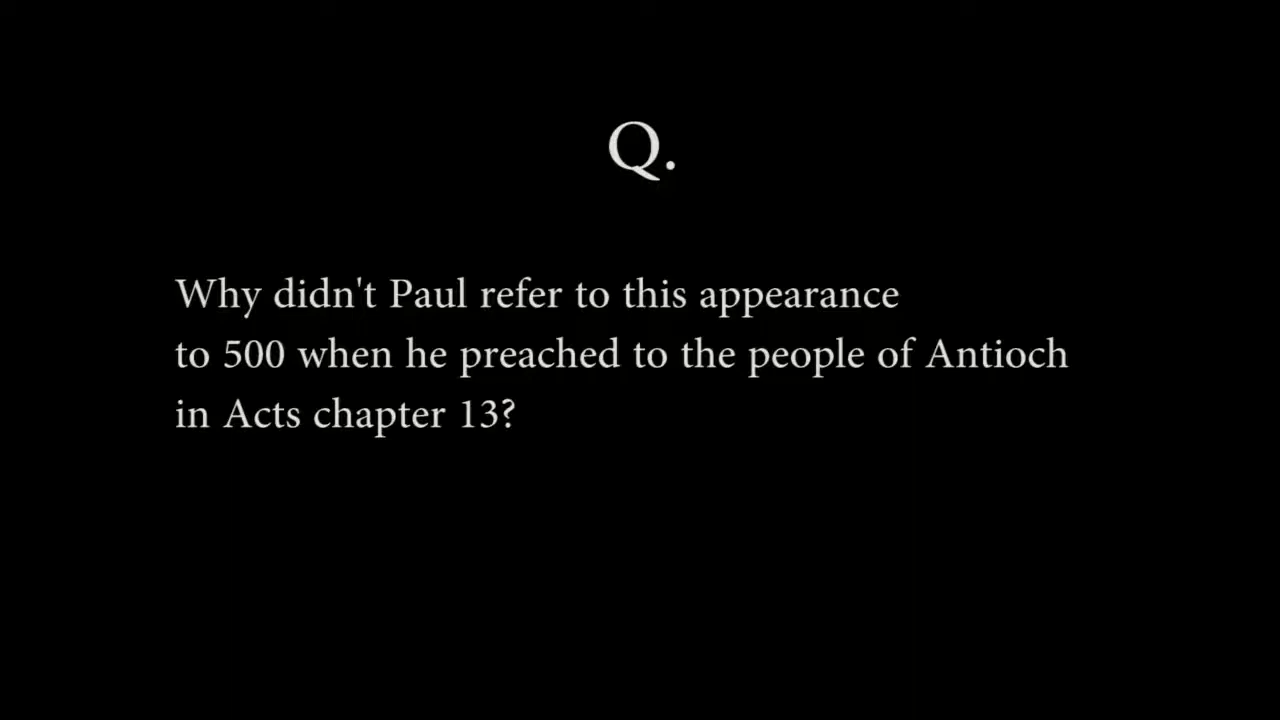 Q.
Why didn't Paul refer to this appearance
to 500 when he preached to the people of Antioch
in Acts chapter 13?